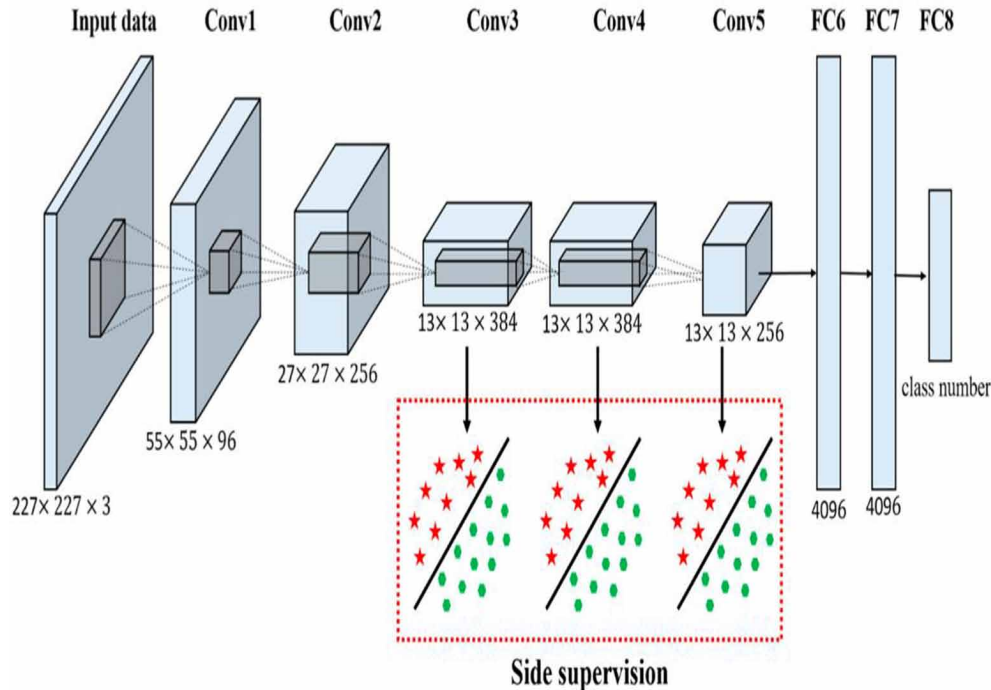 Input data Conv1 Conv2 Conv3 Conv4 Conv5 FC6 FC7 FC8
13× 13 × 384
13× 13 × 384
13× 13 × 256
27× 27 × 256
class number
55× 55 × 96
227× 227 × 3
4096
4096
Side supervision